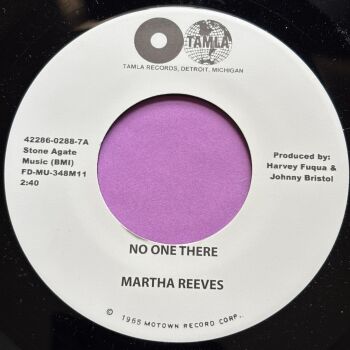 TAMLA
TAMLA RECORDS, DETROIT, MICHIGAN
42286-0288-7A
Stone Agate
Music (BMI)
FD-MU-348M11
2:40
Produced by:
Harvey Fuqua &
Johnny Bristol
NO ONE THERE
MARTHA REEVES
© 1966 MOTOWN RECORD CORP.